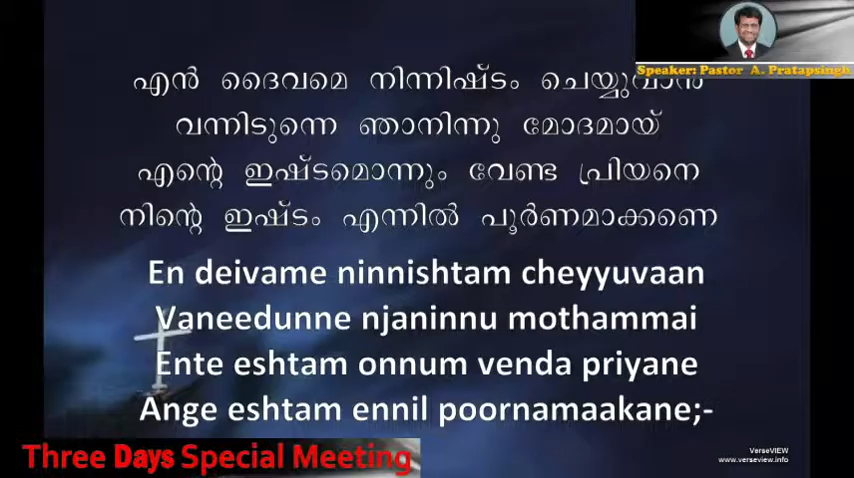 Speaker: Pastor A. Pratapsingh
എൻ ദൈവമെ നിന്നിഷ്ടം ചെയ്യുവാൻ
വന്നിടുന്നെ ഞാനിന്നു മോദമായ്
എന്റെ ഇഷ്ടമൊന്നും വേണ്ട പ്രിയനെ
നിന്റെ ഇഷ്ടം എന്നിൽ പൂർണമാക്കണെ
En deivame ninnishtam cheyyuvaan
Vaneedunne njaninnu mothammai
Ente eshtam onnum venda priyane
Ange eshtam ennil poornamaakane;-
Three Days Special Meeting
VerseVIEW
www.verseview.info